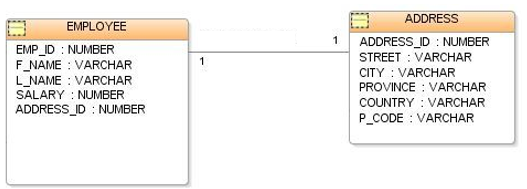 EMPLOYEE
EMP_ID : NUMBER
F_NAME : VARCHAR
L_NAME : VARCHAR
SALARY : NUMBER
ADDRESS_ID : NUMBER
1
1
ADDRESS
ADDRESS_ID : NUMBER
STREET : VARCHAR
CITY : VARCHAR
PROVINCE : VARCHAR
COUNTRY : VARCHAR
P_CODE : VARCHAR